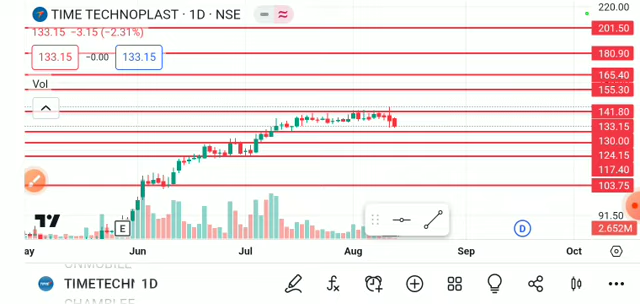 TIME TECHNOPLAST · 1D · NSE
133.15 −3.15 (−2.31%)
133.15 −0.00 133.15
Vol
220.00
201.50
180.90
165.40
155.30
141.80
133.15
130.00
124.15
117.40
103.75
91.50
2.652M
E
D
ay Jun Jul Aug Sep Oct
TIMETECHN 1D